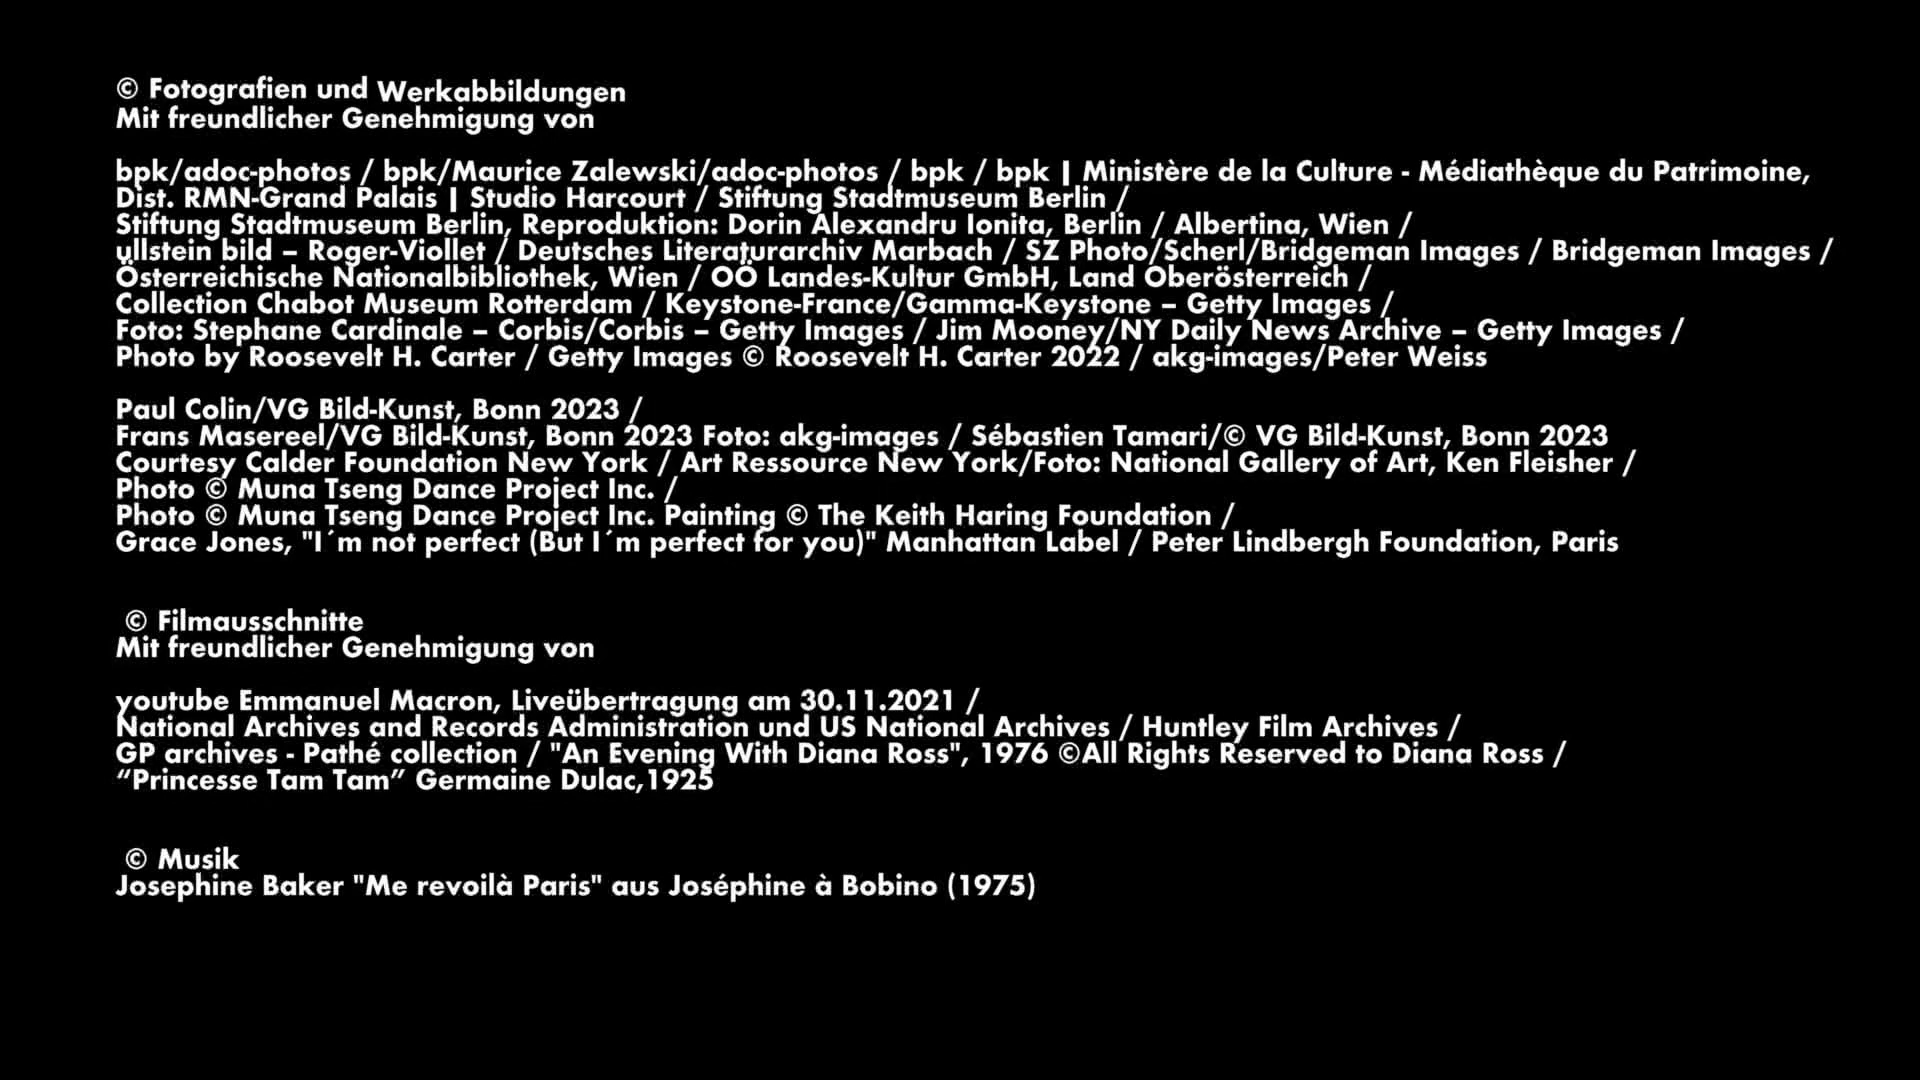 © Fotografien und Werkabbildungen
Mit freundlicher Genehmigung von
bpk/adoc-photos / bpk/Maurice Zalewski/adoc-photos / bpk / bpk | Ministère de la Culture - Médiathèque du Patrimoine,
Dist. RMN-Grand Palais | Studio Harcourt / Stiftung Stadtmuseum Berlin /
Stiftung Stadtmuseum Berlin, Reproduktion: Dorin Alexandru Ionita, Berlin / Albertina, Wien /
ullstein bild – Roger-Viollet / Deutsches Literaturarchiv Marbach / SZ Photo/Scherl/Bridgeman Images / Bridgeman Images /
Österreichische Nationalbibliothek, Wien / OÖ Landes-Kultur GmbH, Land Oberösterreich /
Collection Chabot Museum Rotterdam / Keystone-France/Gamma-Keystone – Getty Images /
Foto: Stephane Cardinale – Corbis/Corbis – Getty Images / Jim Mooney/NY Daily News Archive – Getty Images /
Photo by Roosevelt H. Carter / Getty Images © Roosevelt H. Carter 2022 / akg-images/Peter Weiss
Paul Colin/VG Bild-Kunst, Bonn 2023 /
Frans Masereel/VG Bild-Kunst, Bonn 2023 Foto: akg-images / Sébastien Tamari/© VG Bild-Kunst, Bonn 2023
Courtesy Calder Foundation New York / Art Ressource New York/Foto: National Gallery of Art, Ken Fleisher /
Photo © Muna Tseng Dance Project Inc. /
Photo © Muna Tseng Dance Project Inc. Painting © The Keith Haring Foundation /
Grace Jones, "I´m not perfect (But I´m perfect for you)" Manhattan Label / Peter Lindbergh Foundation, Paris
© Filmausschnitte
Mit freundlicher Genehmigung von
youtube Emmanuel Macron, Liveübertragung am 30.11.2021 /
National Archives and Records Administration und US National Archives / Huntley Film Archives /
GP archives - Pathé collection / "An Evening With Diana Ross", 1976 ©All Rights Reserved to Diana Ross /
“Princesse Tam Tam” Germaine Dulac,1925
© Musik
Josephine Baker "Me revoilà Paris" aus Joséphine à Bobino (1975)